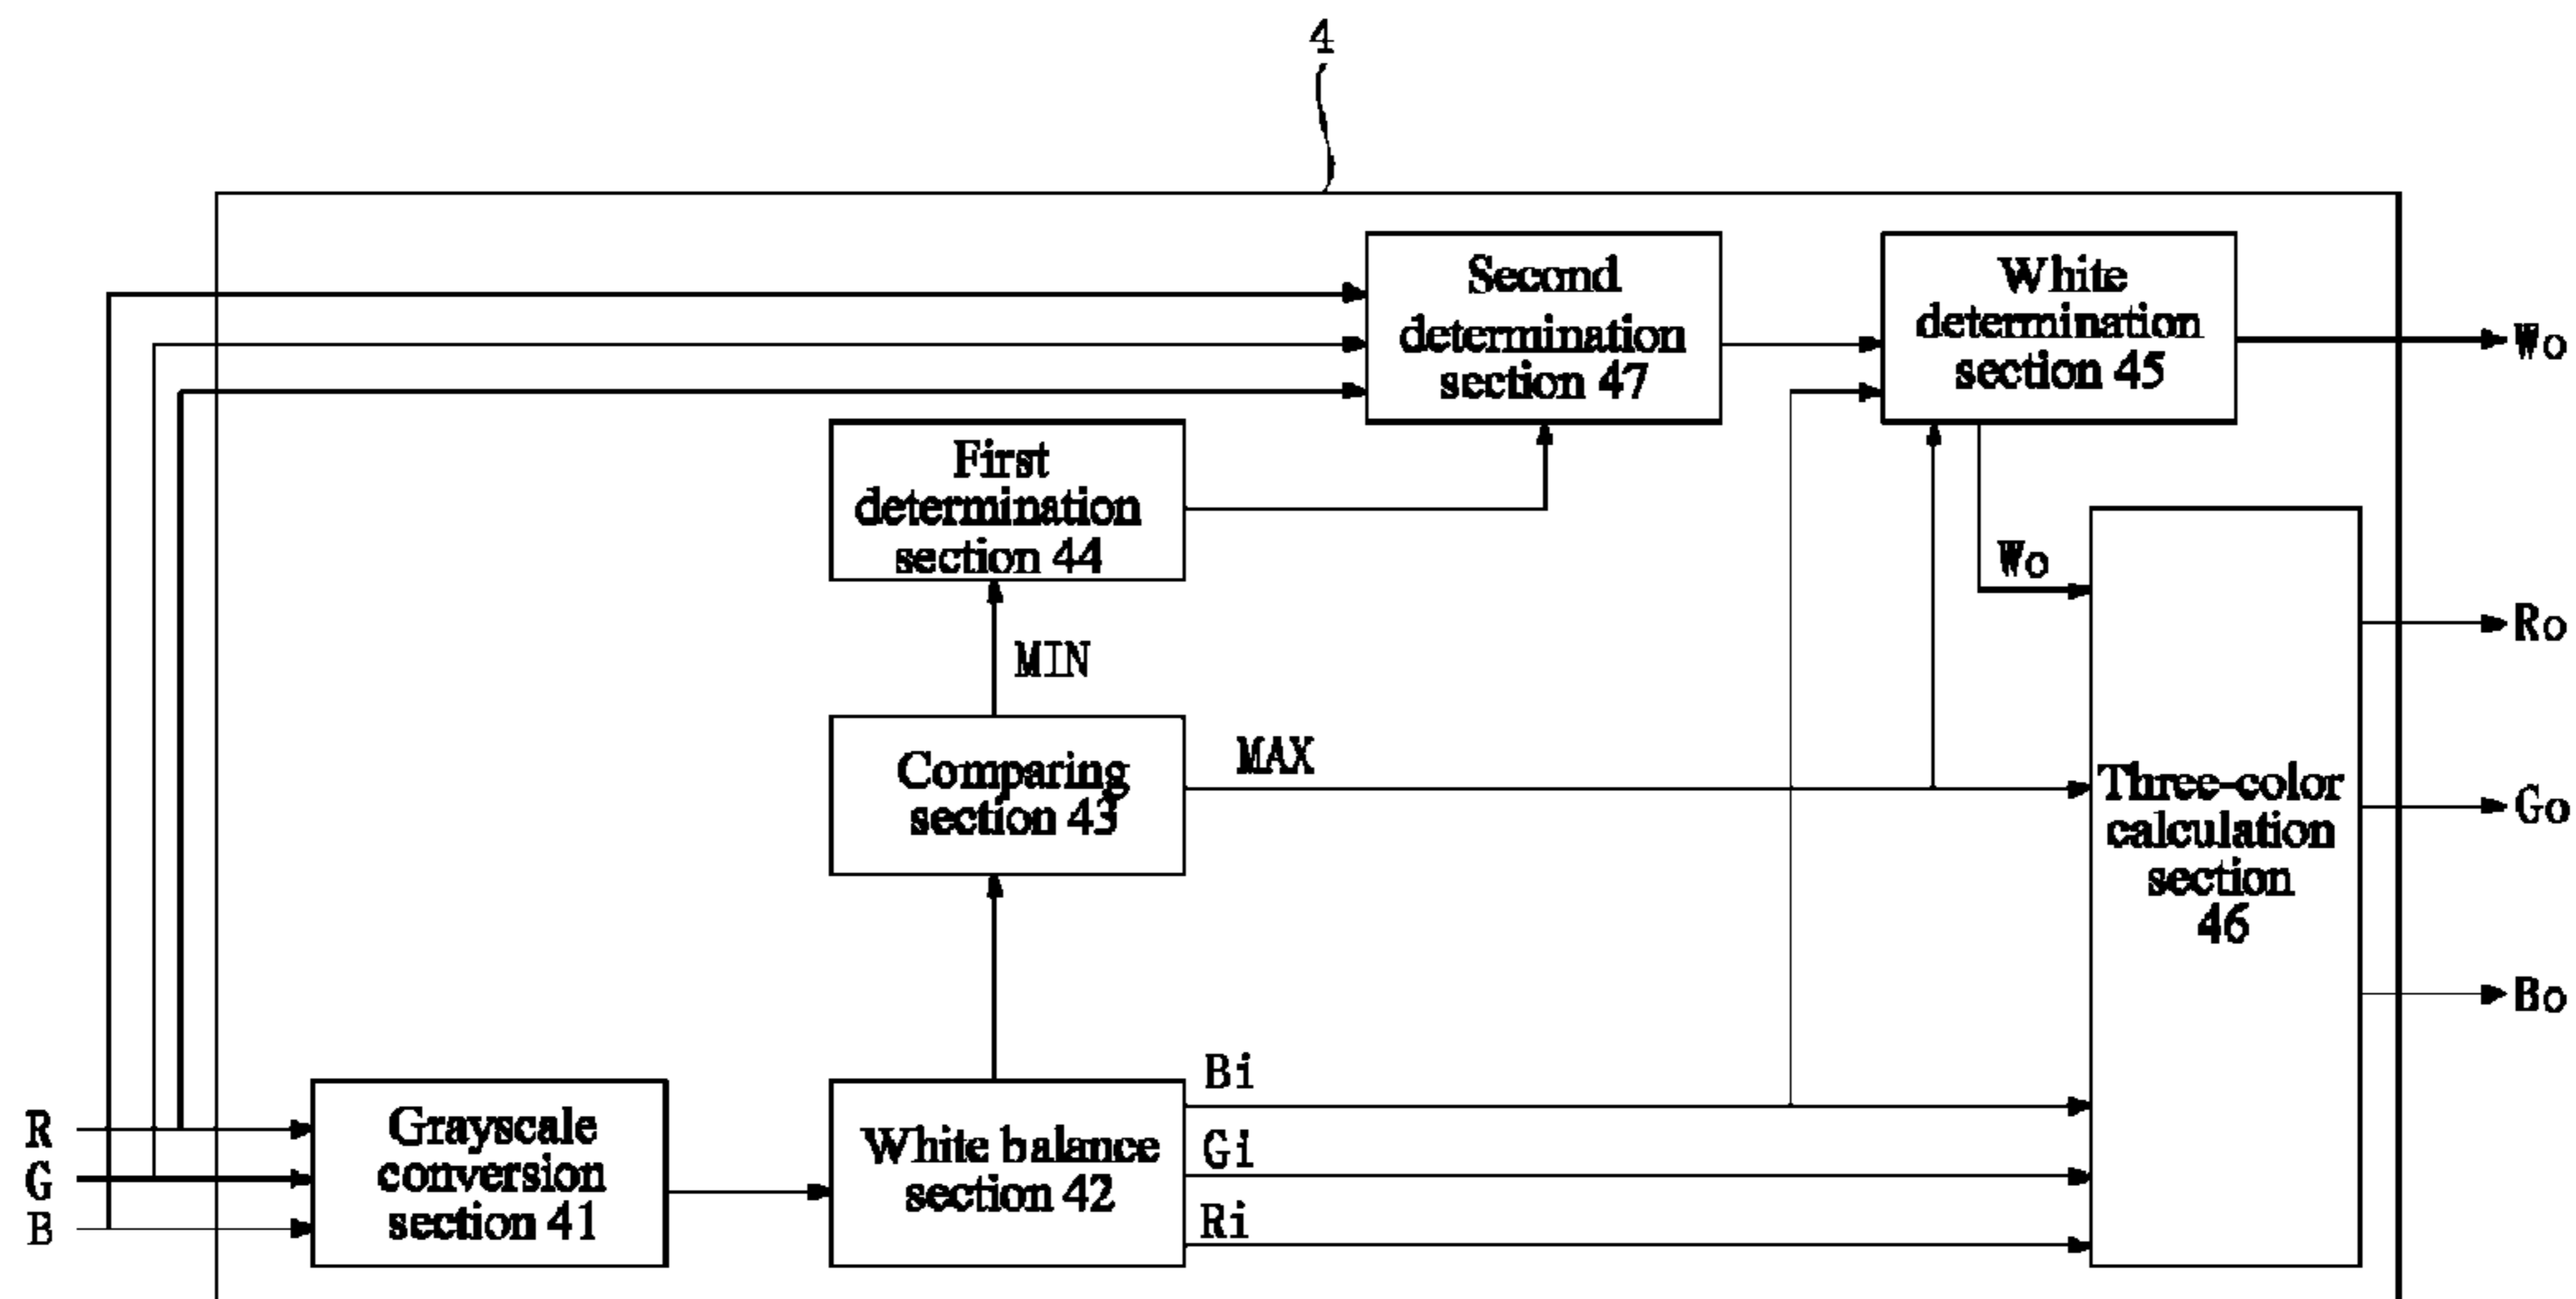 4
Second
determination
section 47
White
determination
section 45
Wo
First
determination
section 44
Wo
Ro
MIN
Comparing
section 43
MAX
Three-color
calculation
section
46
Go
Bo
R
G
B
Grayscale
conversion
section 41
White balance
section 42
Bi
Gi
Ri